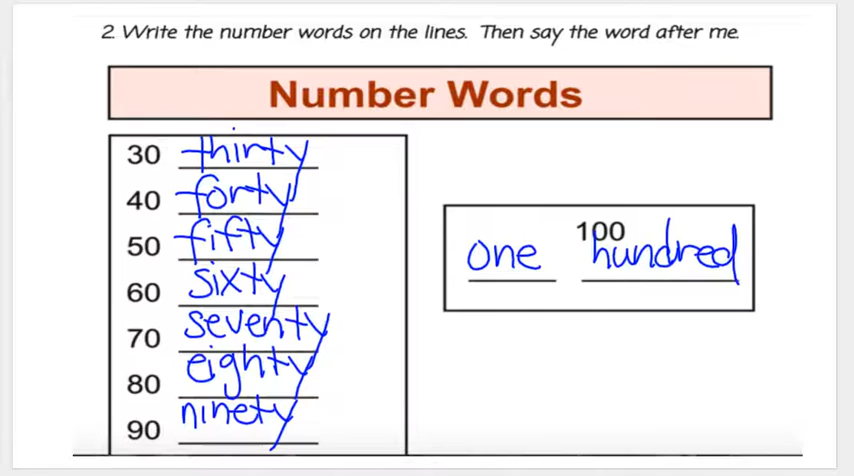 2. Write the number words on the lines. Then say the word after me.
Number Words
30 thirty
40 forty
50 fifty
60 sixty
70 seventy
80 eighty
90 ninety
100
one hundred